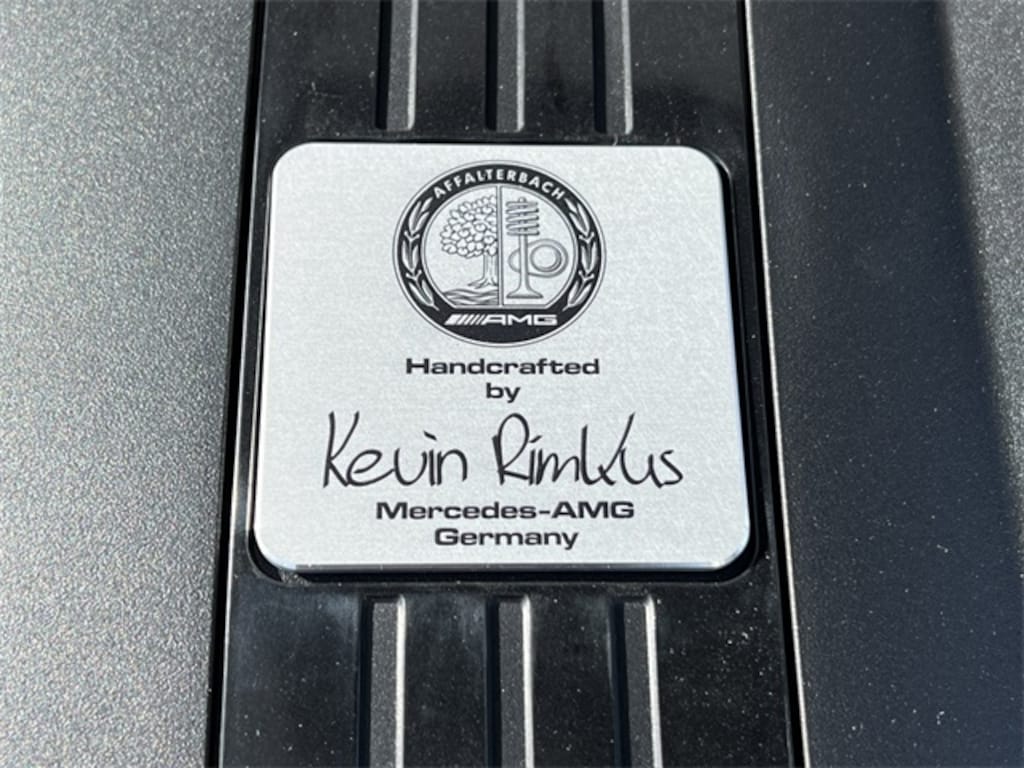 AFFALTERBACH
AMG
Handcrafted
by
Kevin Rimkus
Mercedes-AMG
Germany